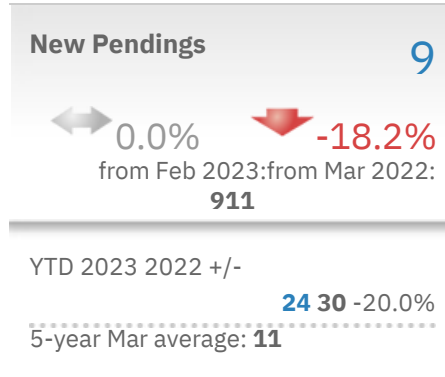 New Pendings
9
0.0%
-18.2%
from Feb 2023:from Mar 2022:
911
YTD 2023 2022 +/-
24 30 -20.0%
5-year Mar average: 11